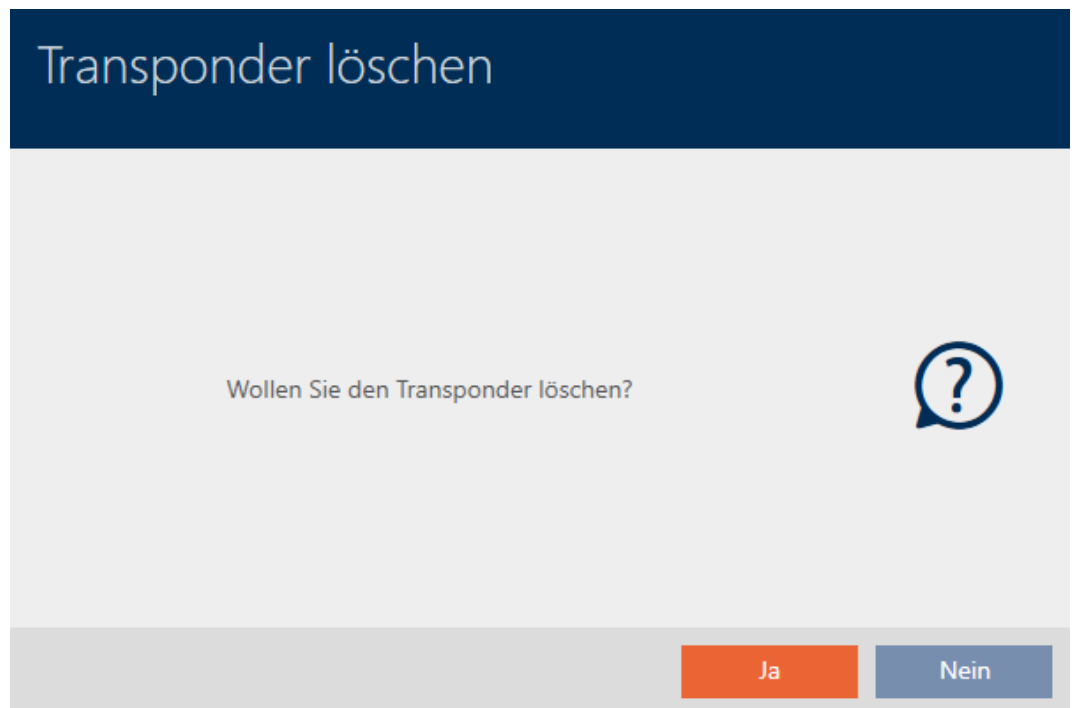 Transponder löschen
Wollen Sie den Transponder löschen?
?
Ja
Nein